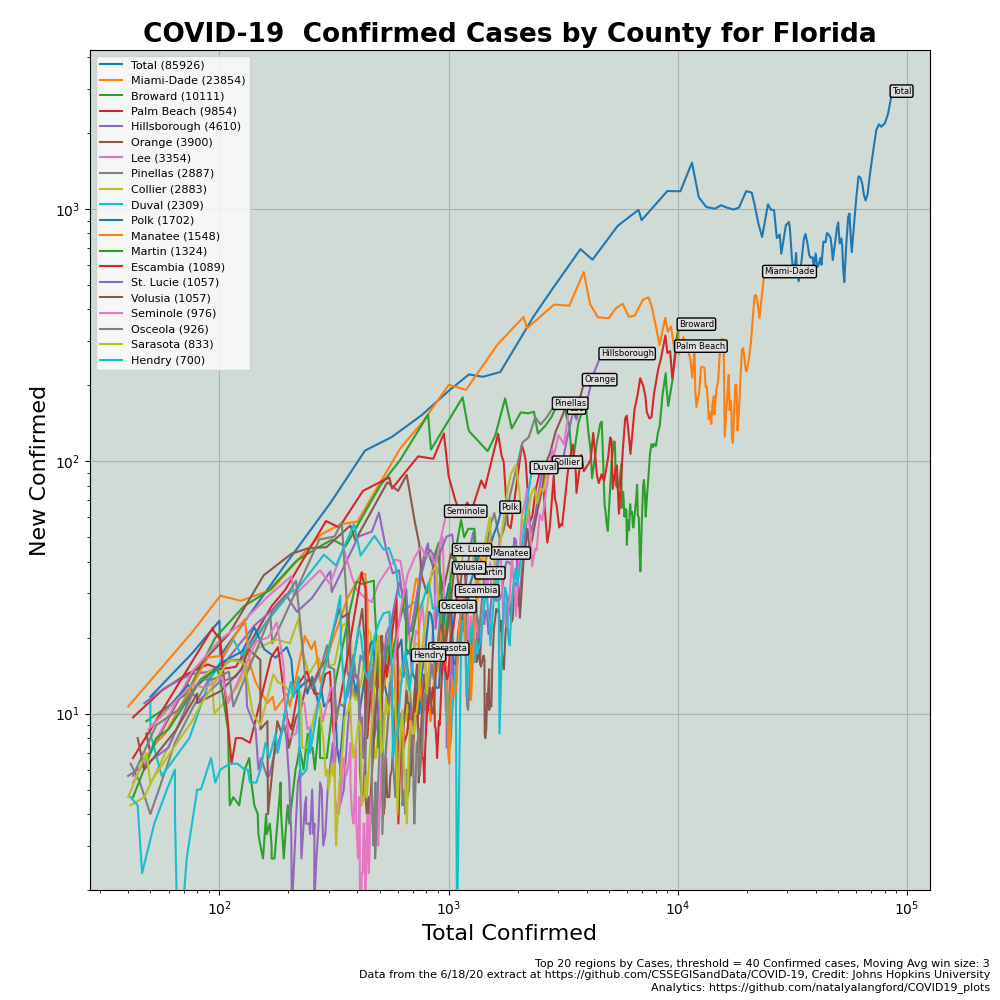 COVID-19  Confirmed Cases by County for Florida
Total (85926)
Miami-Dade (23854)
Broward (10111)
Palm Beach (9854)
Hillsborough (4610)
Orange (3900)
Lee (3354)
Pinellas (2887)
Collier (2883)
Duval (2309)
Polk (1702)
Manatee (1548)
Martin (1324)
Escambia (1089)
St. Lucie (1057)
Volusia (1057)
Seminole (976)
Osceola (926)
Sarasota (833)
Hendry (700)
Total
Miami-Dade
Broward
Palm Beach
Hillsborough
Orange
Pinellas
Collier
Duval
Polk
Seminole
St. Lucie
Manatee
Volusia
Escambia
Osceola
Hendry
10³
10²
10¹
New Confirmed
10²
10³
10⁴
10⁵
Total Confirmed
Top 20 regions by Cases, threshold = 40 Confirmed cases, Moving Avg win size: 3
Data from the 6/18/20 extract at https://github.com/CSSEGISandData/COVID-19, Credit: Johns Hopkins University
Analytics: https://github.com/natalyalangford/COVID19_plots